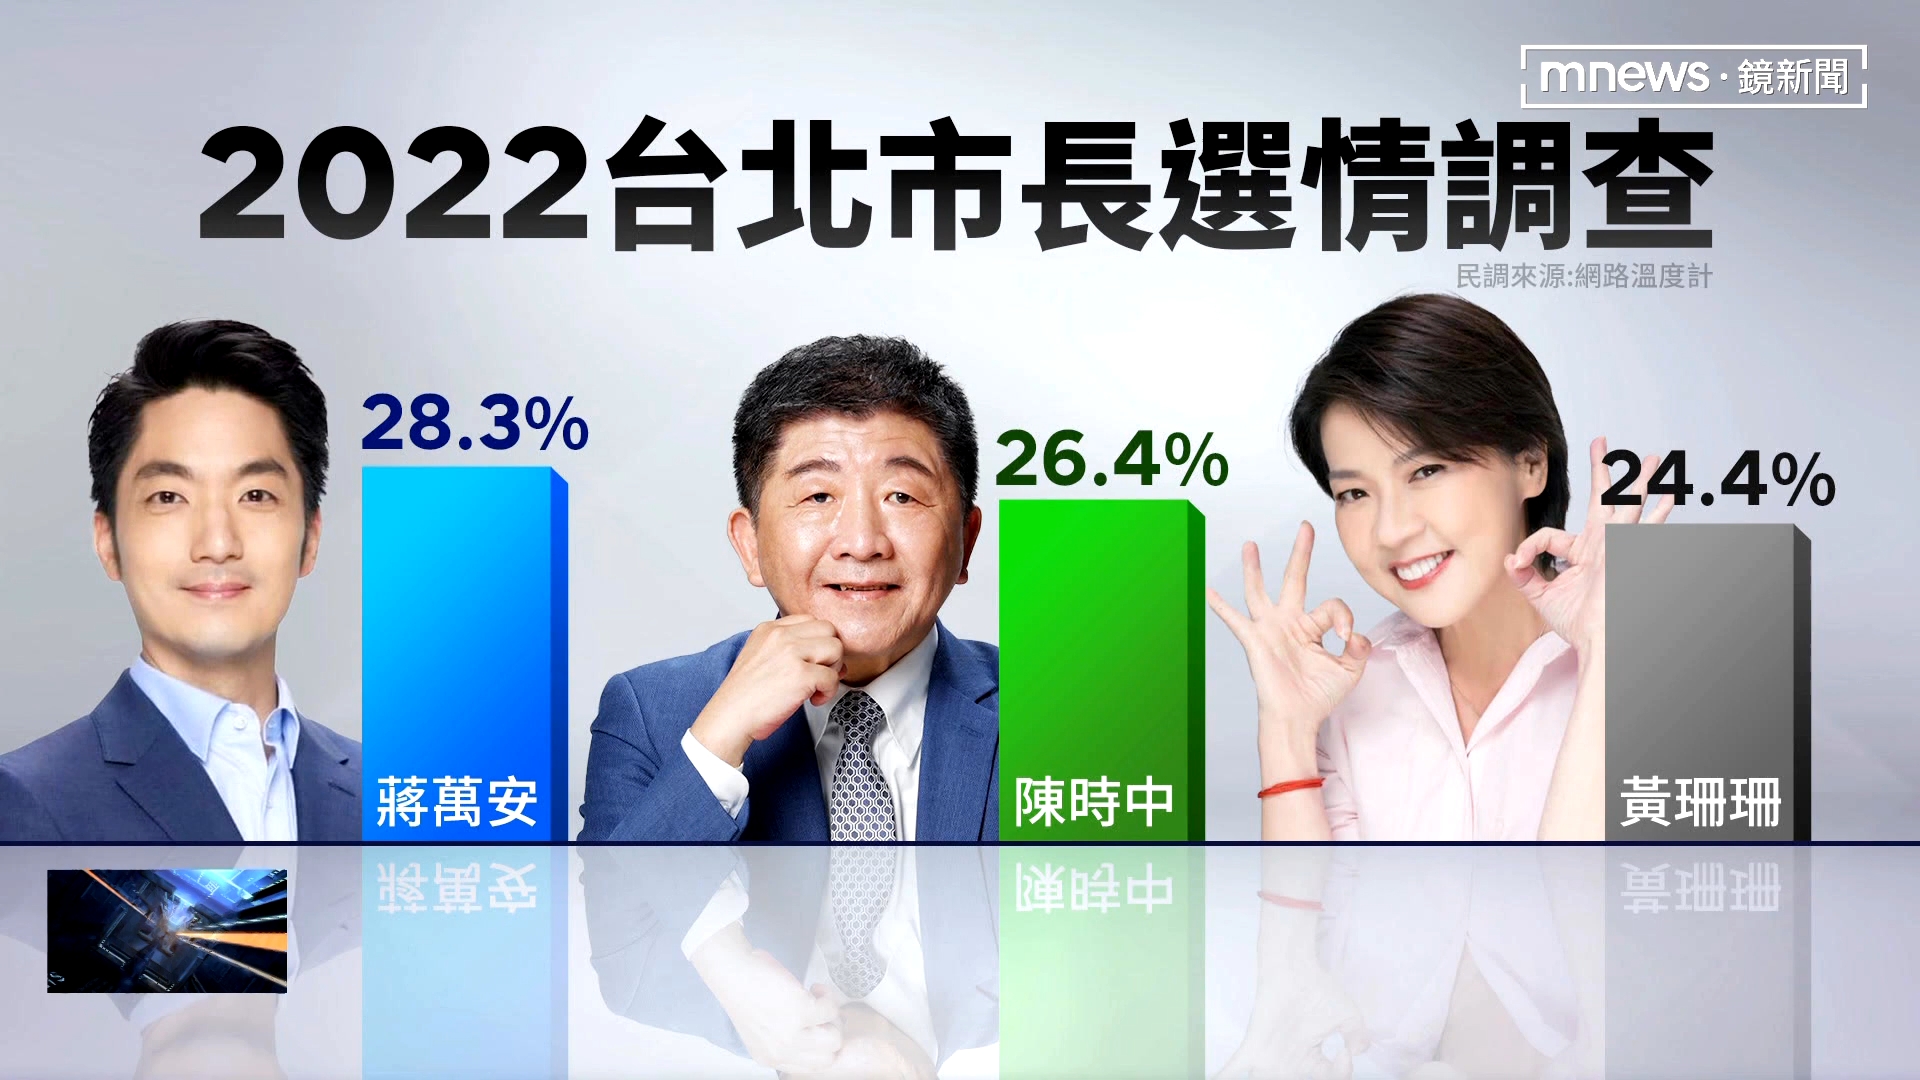 mnews·鏡新聞
2022台北市長選情調查
民調來源:網路溫度計
28.3%
26.4%
24.4%
蔣萬安
陳時中
黃珊珊